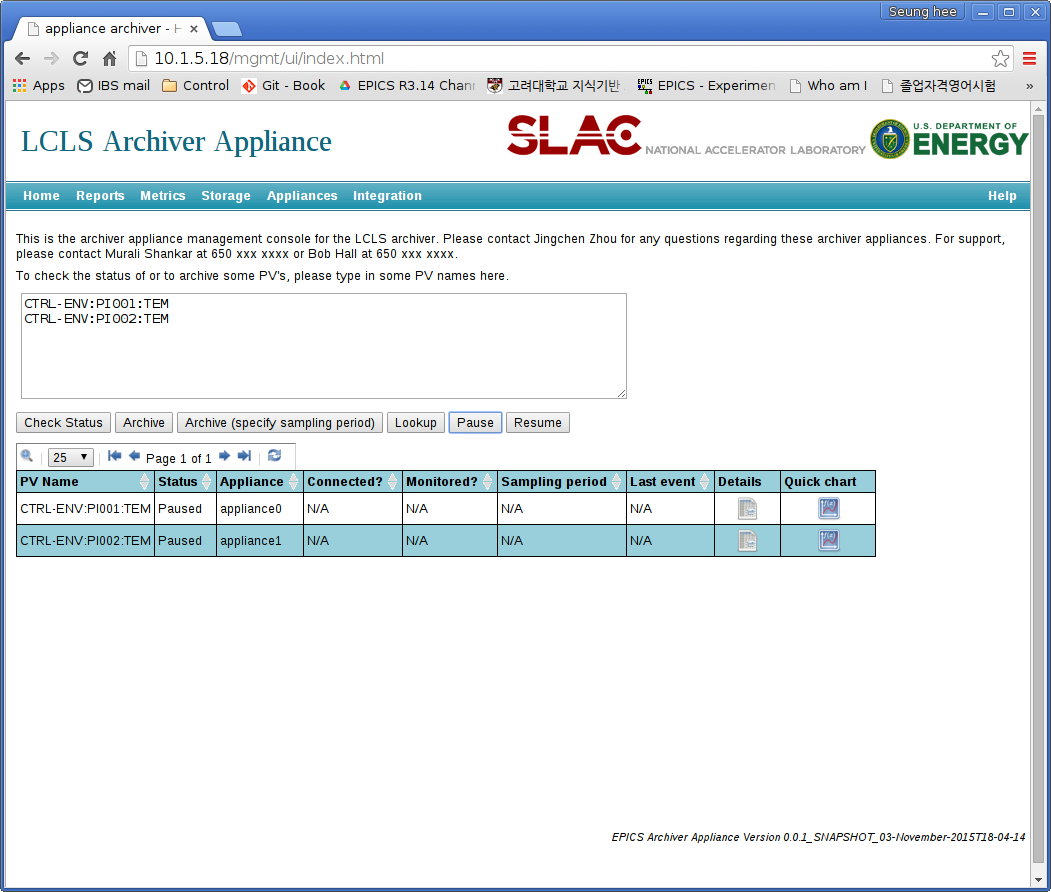 Seung hee
appliance archiver - H
10.1.5.18/mgmt/ui/index.html
Apps IBS mail Control Git - Book EPICS R3.14 Chann 고려대학교 지식기반 EPICS EPICS - Experimen Who am I 졸업자격영어시험 »
LCLS Archiver Appliance
SLAC NATIONAL ACCELERATOR LABORATORY
U.S. DEPARTMENT OF
ENERGY
Home Reports Metrics Storage Appliances Integration Help
This is the archiver appliance management console for the LCLS archiver. Please contact Jingchen Zhou for any questions regarding these archiver appliances. For support,
please contact Murali Shankar at 650 xxx xxxx or Bob Hall at 650 xxx xxxx.
To check the status of or to archive some PV's, please type in some PV names here.
CTRL-ENV:PI001:TEM
CTRL-ENV:PI002:TEM
Check Status Archive Archive (specify sampling period) Lookup Pause Resume
25 Page 1 of 1
PV Name Status Appliance Connected? Monitored? Sampling period Last event Details Quick chart
CTRL-ENV:PI001:TEM Paused appliance0 N/A N/A N/A N/A
CTRL-ENV:PI002:TEM Paused appliance1 N/A N/A N/A N/A
EPICS Archiver Appliance Version 0.0.1_SNAPSHOT_03-November-2015T18-04-14